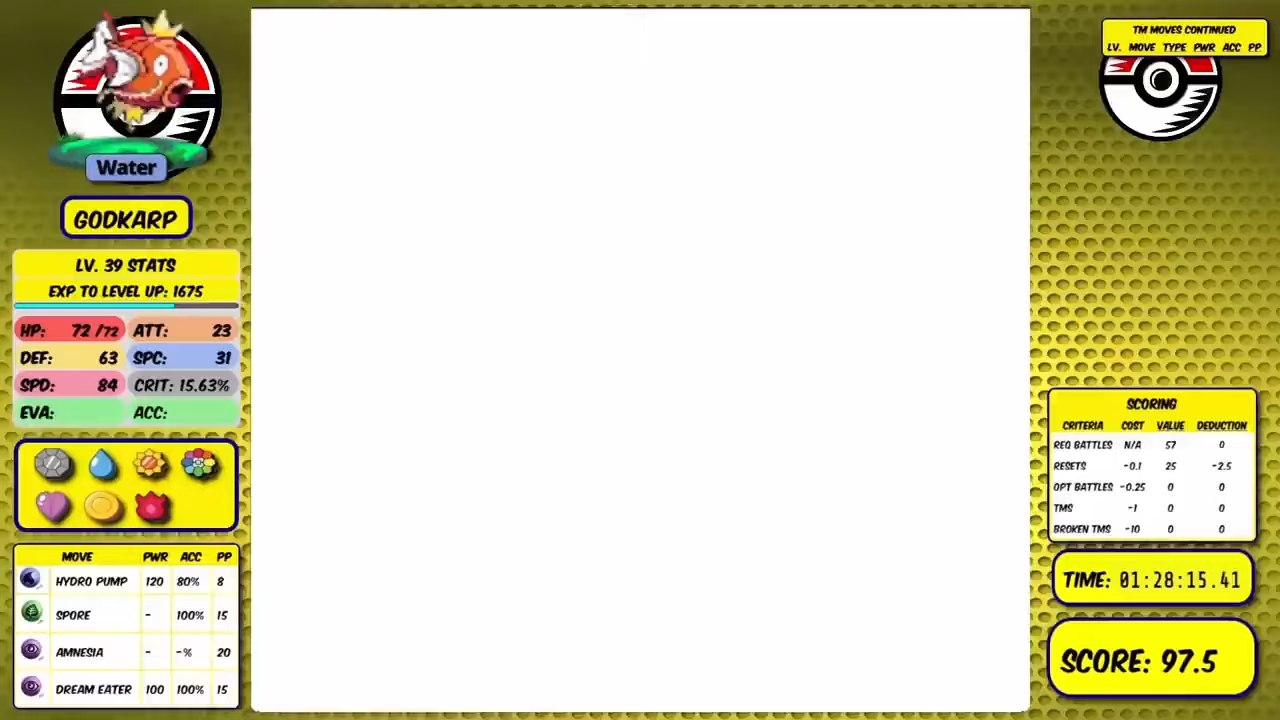 Water
GODKARP
LV. 39 STATS
EXP TO LEVEL UP: 1675
HP: 72 /72 ATT: 23
DEF: 63 SPC: 31
SPD: 84 CRIT: 15.63%
EVA: ACC:
MOVE PWR ACC PP
HYDRO PUMP 120 80% 8
SPORE - 100% 15
AMNESIA - -% 20
DREAM EATER 100 100% 15
TM MOVES CONTINUED
LV. MOVE TYPE PWR ACC PP
SCORING
CRITERIA COST VALUE DEDUCTION
REQ BATTLES N/A 57 0
RESETS -0.1 25 -2.5
OPT BATTLES -0.25 0 0
TMS -1 0 0
BROKEN TMS -10 0 0
TIME: 01:28:15.41
SCORE: 97.5